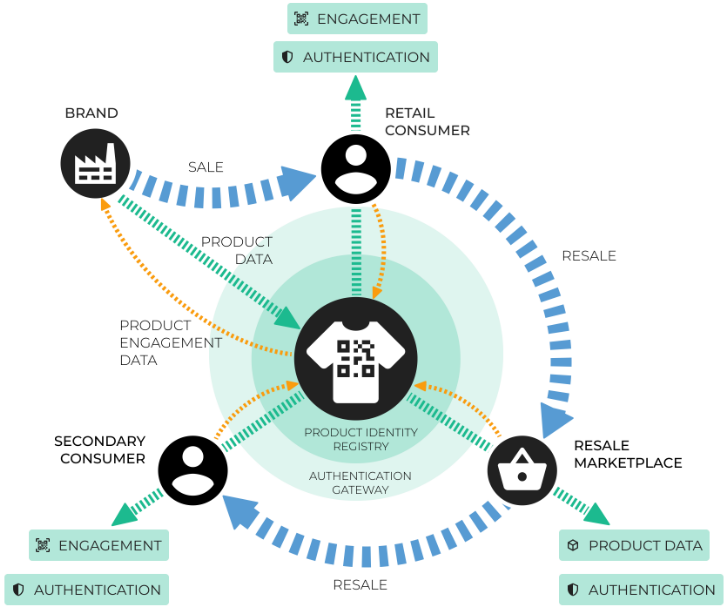 ENGAGEMENT
AUTHENTICATION
BRAND
RETAIL
CONSUMER
SALE
PRODUCT
DATA
RESALE
PRODUCT
ENGAGEMENT
DATA
PRODUCT IDENTITY
REGISTRY
SECONDARY
CONSUMER
RESALE
MARKETPLACE
AUTHENTICATION
GATEWAY
ENGAGEMENT
PRODUCT DATA
RESALE
AUTHENTICATION
AUTHENTICATION